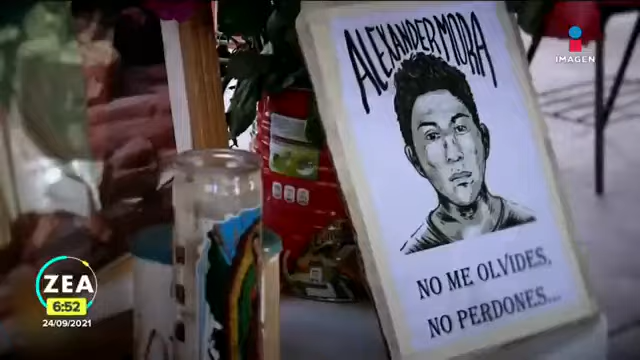 ALEXANDER MORA
IMAGEN
NO ME OLVIDES,
NO PERDONES...
ZEA
6:52
24/09/2021